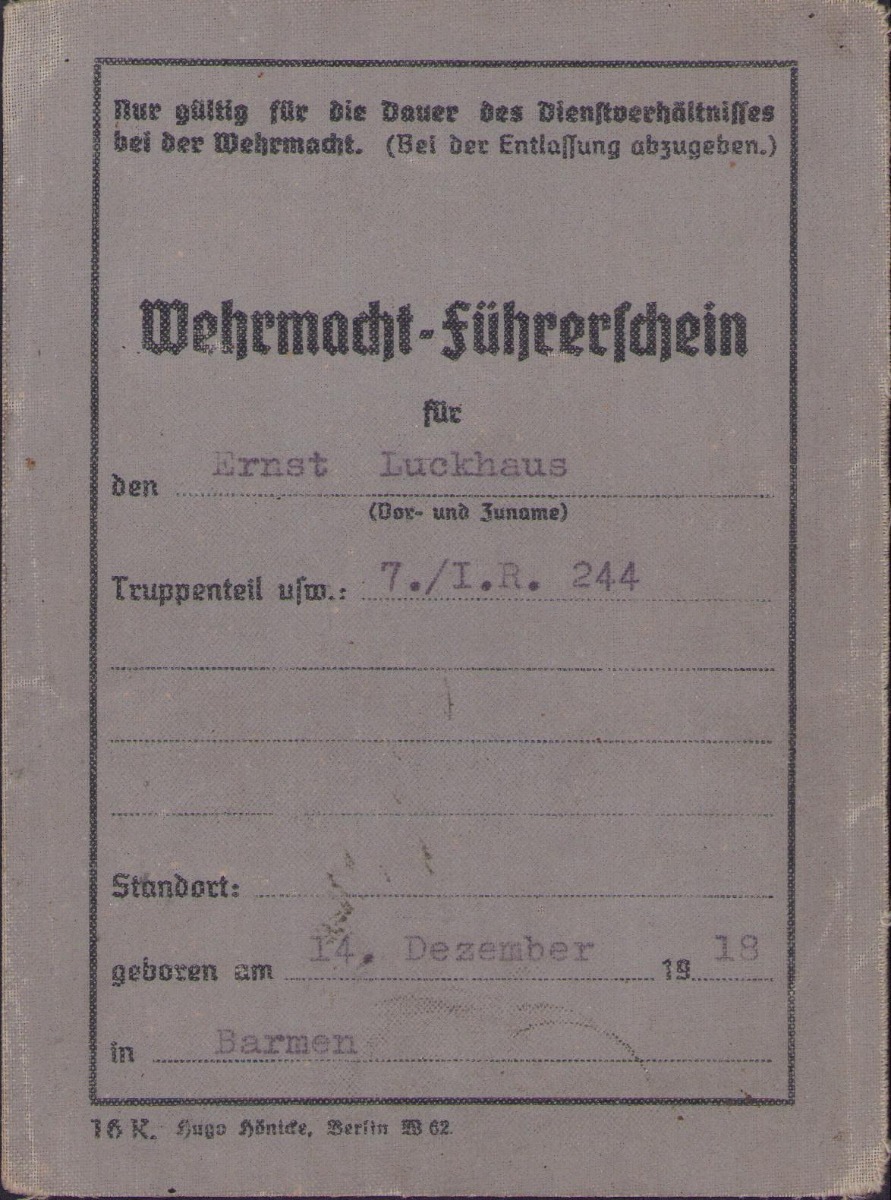 Nur gültig für die Dauer des Dienstverhältnisses
bei der Wehrmacht. (Bei der Entlassung abzugeben.)
Wehrmacht-Führerschein
für
den Ernst Luckhaus
(Vor- und Zuname)
Truppenteil usw.: 7./I.R. 244
Standort:
geboren am 14. Dezember 19 18
in Barmen
16 K. Hugo Hönicke, Berlin W 62.